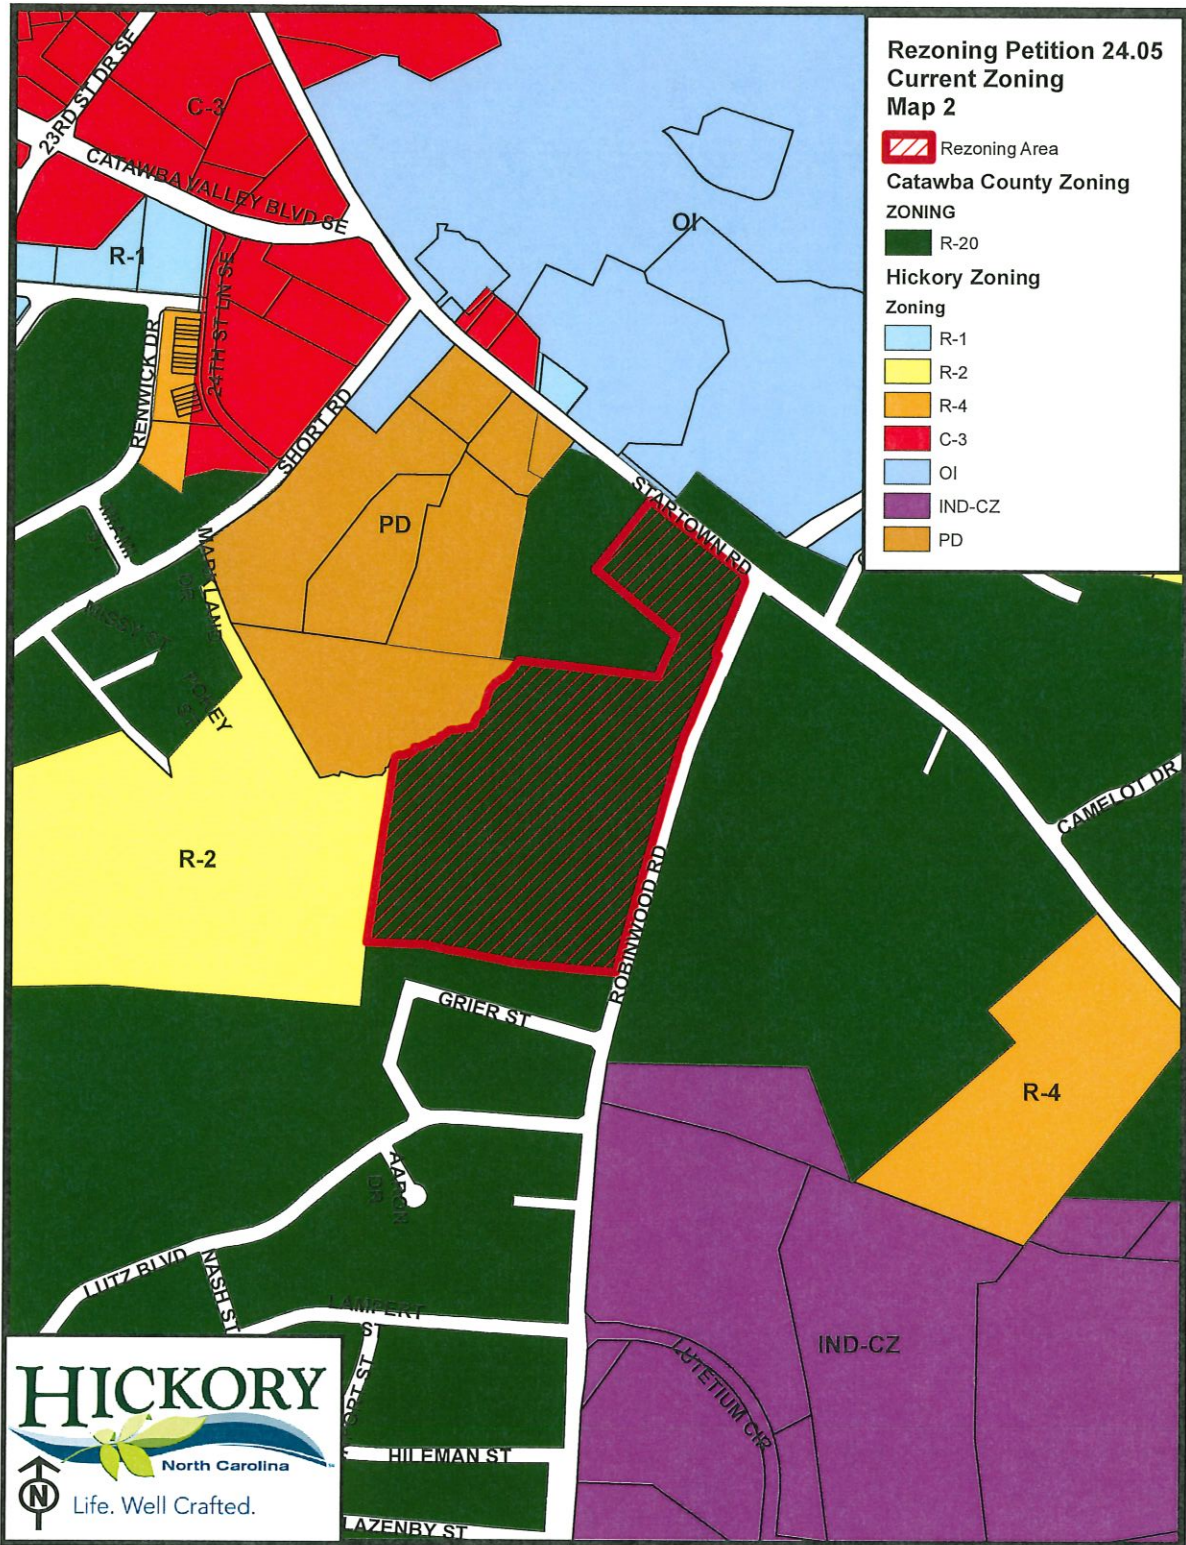 Rezoning Petition 24.05
Current Zoning
Map 2
Rezoning Area
Catawba County Zoning
ZONING
R-20
Hickory Zoning
Zoning
R-1
R-2
R-4
C-3
OI
IND-CZ
PD
23RD ST DR SE
C-3
CATAWBA VALLEY BLVD SE
OI
R-1
24TH ST LN SE
RENWICK DR
SHORT RD
STARTOWN RD
PD
MIAMI
MISSY ST
R-2
CAMELOT DR
ROBINWOOD RD
GRIER ST
R-4
AARON
DR
LUTZ BLVD
NASH ST
LAMPERT
ST
IND-CZ
LUTETIUM CIR
HILEMAN ST
LAZENBY ST
HICKORY
North Carolina
N
Life. Well Crafted.